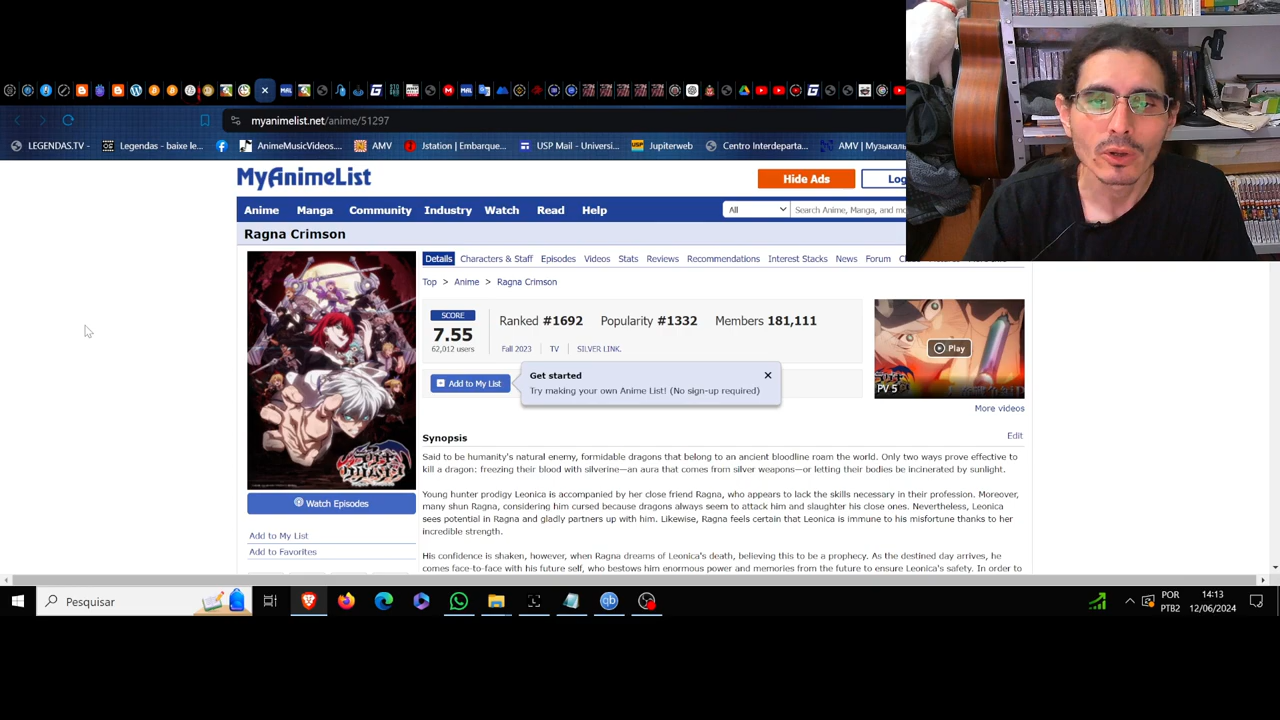 myanimelist.net/anime/51297
LEGENDAS.TV -
Legendas - baixe le...
AnimeMusicVideos....
AMV
Jstation | Embarque...
USP Mail - Universi...
Jupiterweb
Centro Interdeparta...
MyAnimeList
Hide Ads
Log
Anime Manga Community Industry Watch Read Help
All
Search Anime, Manga, and mo
Ragna Crimson
Details Characters & Staff Episodes Videos Stats Reviews Recommendations Interest Stacks News Forum
Top > Anime > Ragna Crimson
SCORE
7.55
62,012 users
Ranked #1692 Popularity #1332 Members 181,111
Fall 2023 TV SILVER LINK.
Play
PV 5
More videos
Add to My List
Get started
Try making your own Anime List! (No sign-up required)
Synopsis
Edit
Said to be humanity's natural enemy, formidable dragons that belong to an ancient bloodline roam the world. Only two ways prove effective to
kill a dragon: freezing their blood with silverine—an aura that comes from silver weapons—or letting their bodies be incinerated by sunlight.
Young hunter prodigy Leonica is accompanied by her close friend Ragna, who appears to lack the skills necessary in their profession. Moreover,
many shun Ragna, considering him cursed because dragons always seem to attack him and slaughter his close ones. Nevertheless, Leonica
sees potential in Ragna and gladly partners up with him. Likewise, Ragna feels certain that Leonica is immune to his misfortune thanks to her
incredible strength.
His confidence is shaken, however, when Ragna dreams of Leonica's death, believing this to be a prophecy. As the destined day arrives, he
comes face-to-face with his future self, who bestows him enormous power and memories from the future to ensure Leonica's safety. In order to
Watch Episodes
Add to My List
Add to Favorites
Pesquisar
POR
PTB2
14:13
12/06/2024